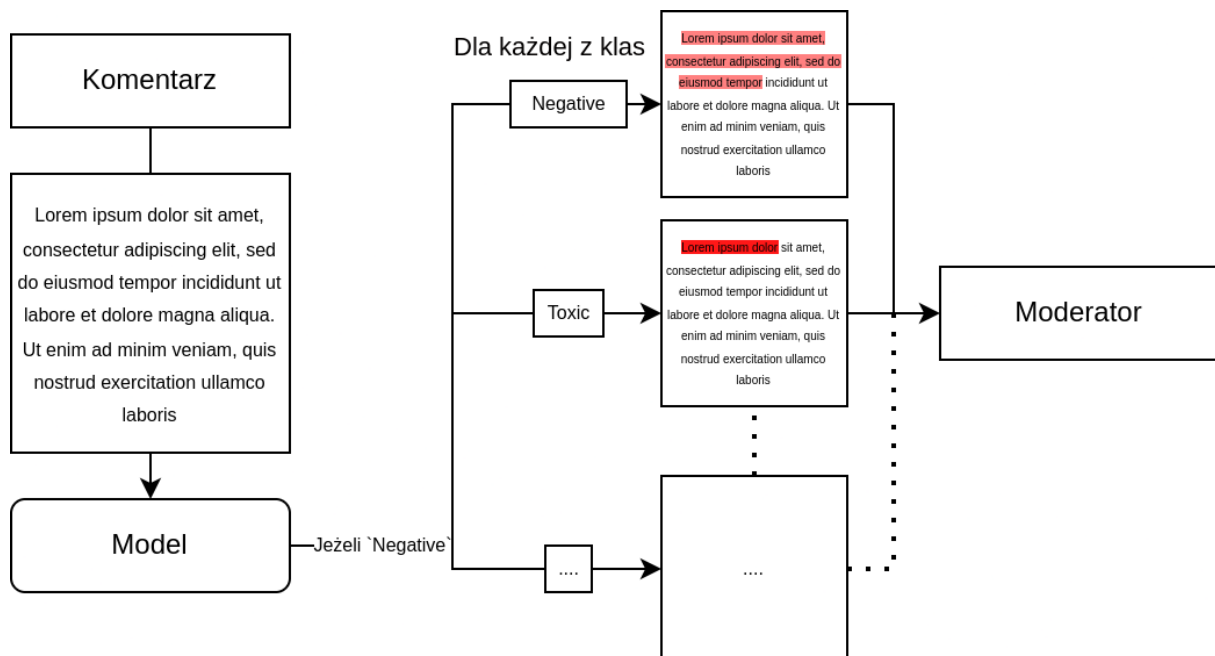 Komentarz
Lorem ipsum dolor sit amet,
consectetur adipiscing elit, sed
do eiusmod tempor incididunt ut
labore et dolore magna aliqua.
Ut enim ad minim veniam, quis
nostrud exercitation ullamco
laboris
Model
Jeżeli `Negative`
Dla każdej z klas
Negative
Lorem ipsum dolor sit amet,
consectetur adipiscing elit, sed do
eiusmod tempor incididunt ut
labore et dolore magna aliqua. Ut
enim ad minim veniam, quis
nostrud exercitation ullamco
laboris
Toxic
Lorem ipsum dolor sit amet,
consectetur adipiscing elit, sed do
eiusmod tempor incididunt ut
labore et dolore magna aliqua. Ut
enim ad minim veniam, quis
nostrud exercitation ullamco
laboris
....
....
Moderator